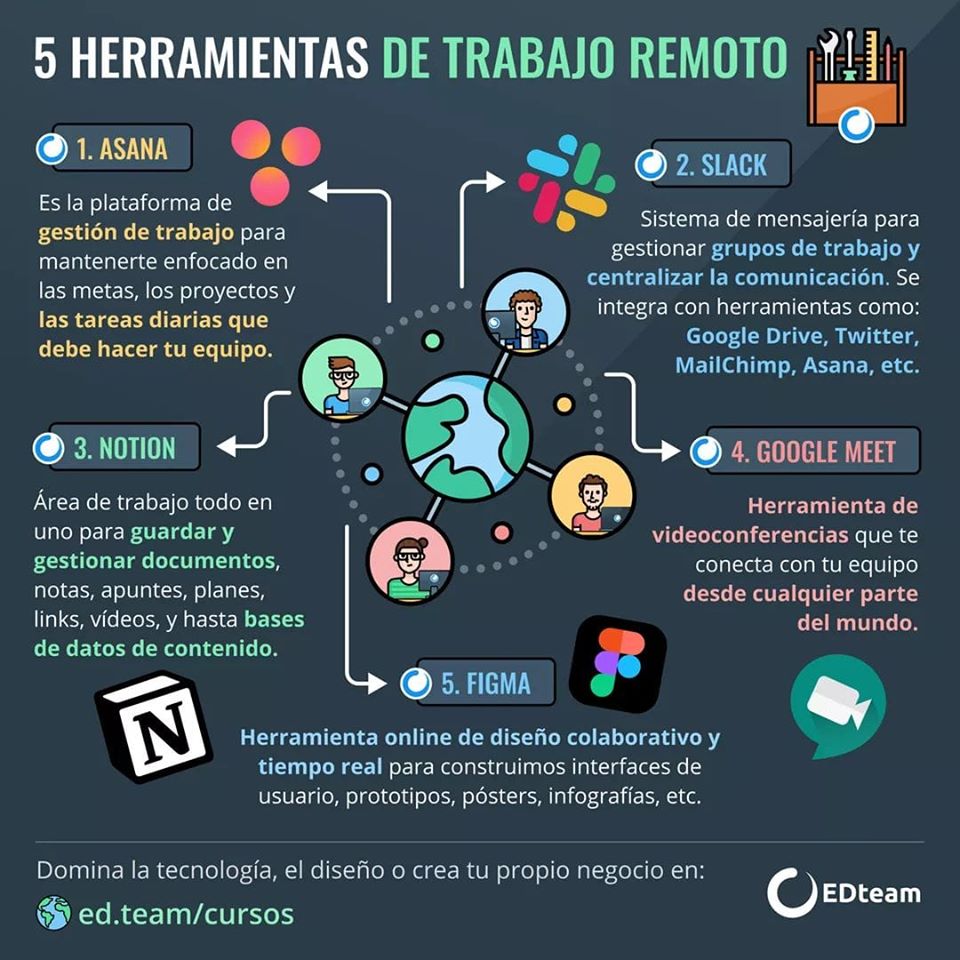 5 HERRAMIENTAS DE TRABAJO REMOTO
1. ASANA
Es la plataforma de
gestión de trabajo para
mantenerte enfocado en
las metas, los proyectos y
las tareas diarias que
debe hacer tu equipo.
2. SLACK
Sistema de mensajería para
gestionar grupos de trabajo y
centralizar la comunicación. Se
integra con herramientas como:
Google Drive, Twitter,
MailChimp, Asana, etc.
3. NOTION
Área de trabajo todo en
uno para guardar y
gestionar documentos,
notas, apuntes, planes,
links, vídeos, y hasta bases
de datos de contenido.
N
4. GOOGLE MEET
Herramienta de
videoconferencias que te
conecta con tu equipo
desde cualquier parte
del mundo.
5. FIGMA
Herramienta online de diseño colaborativo y
tiempo real para construimos interfaces de
usuario, prototipos, pósters, infografías, etc.
Domina la tecnología, el diseño o crea tu propio negocio en:
ed.team/cursos
EDteam